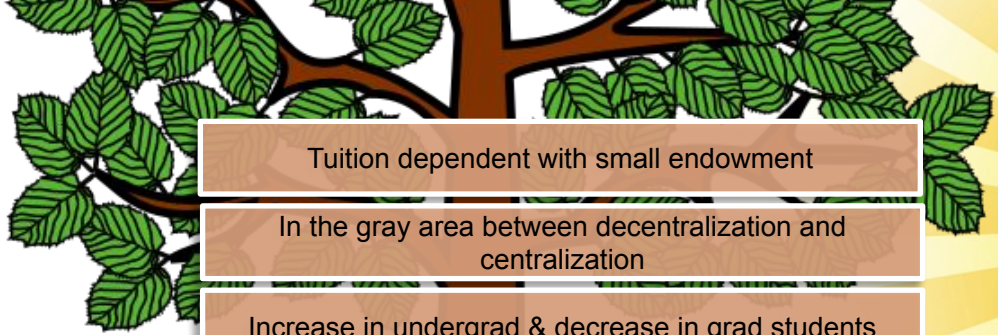 Tuition dependent with small endowment
In the gray area between decentralization and
centralization
Increase in undergrad & decrease in grad students